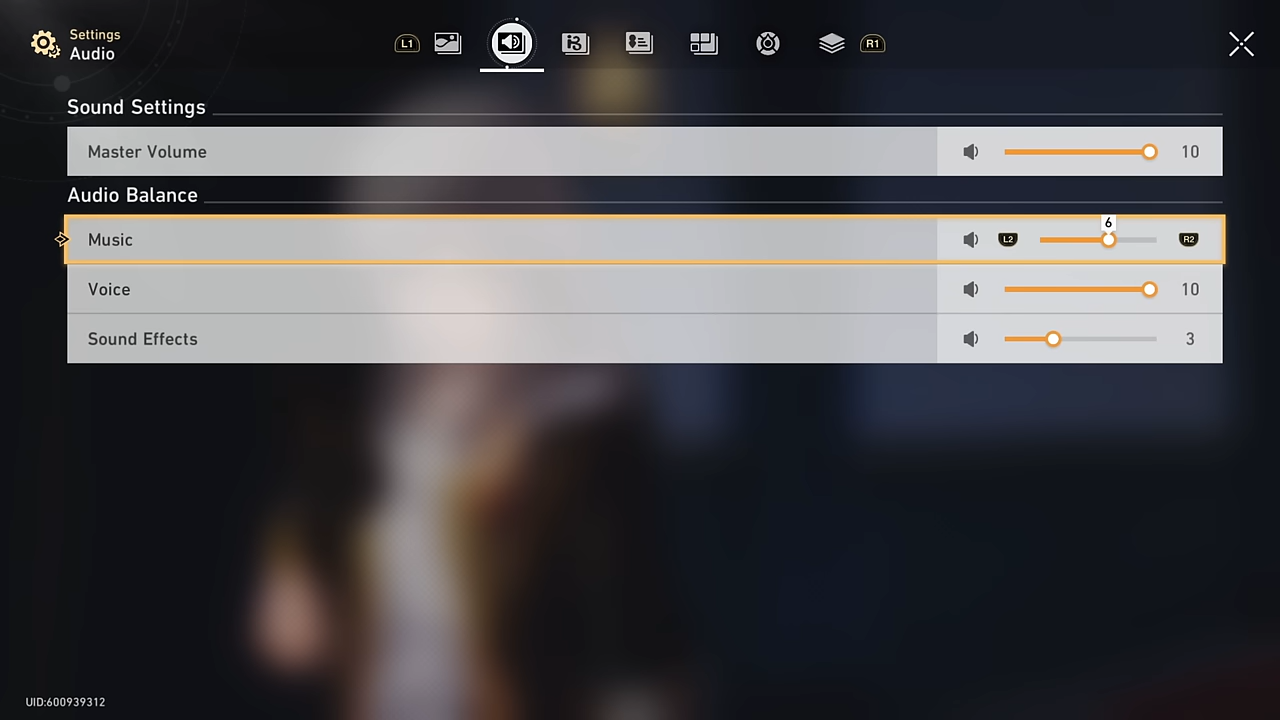 Settings
Audio
L1
R1
Sound Settings
Master Volume
10
Audio Balance
Music
L2
6
R2
Voice
10
Sound Effects
3
UID:600939312